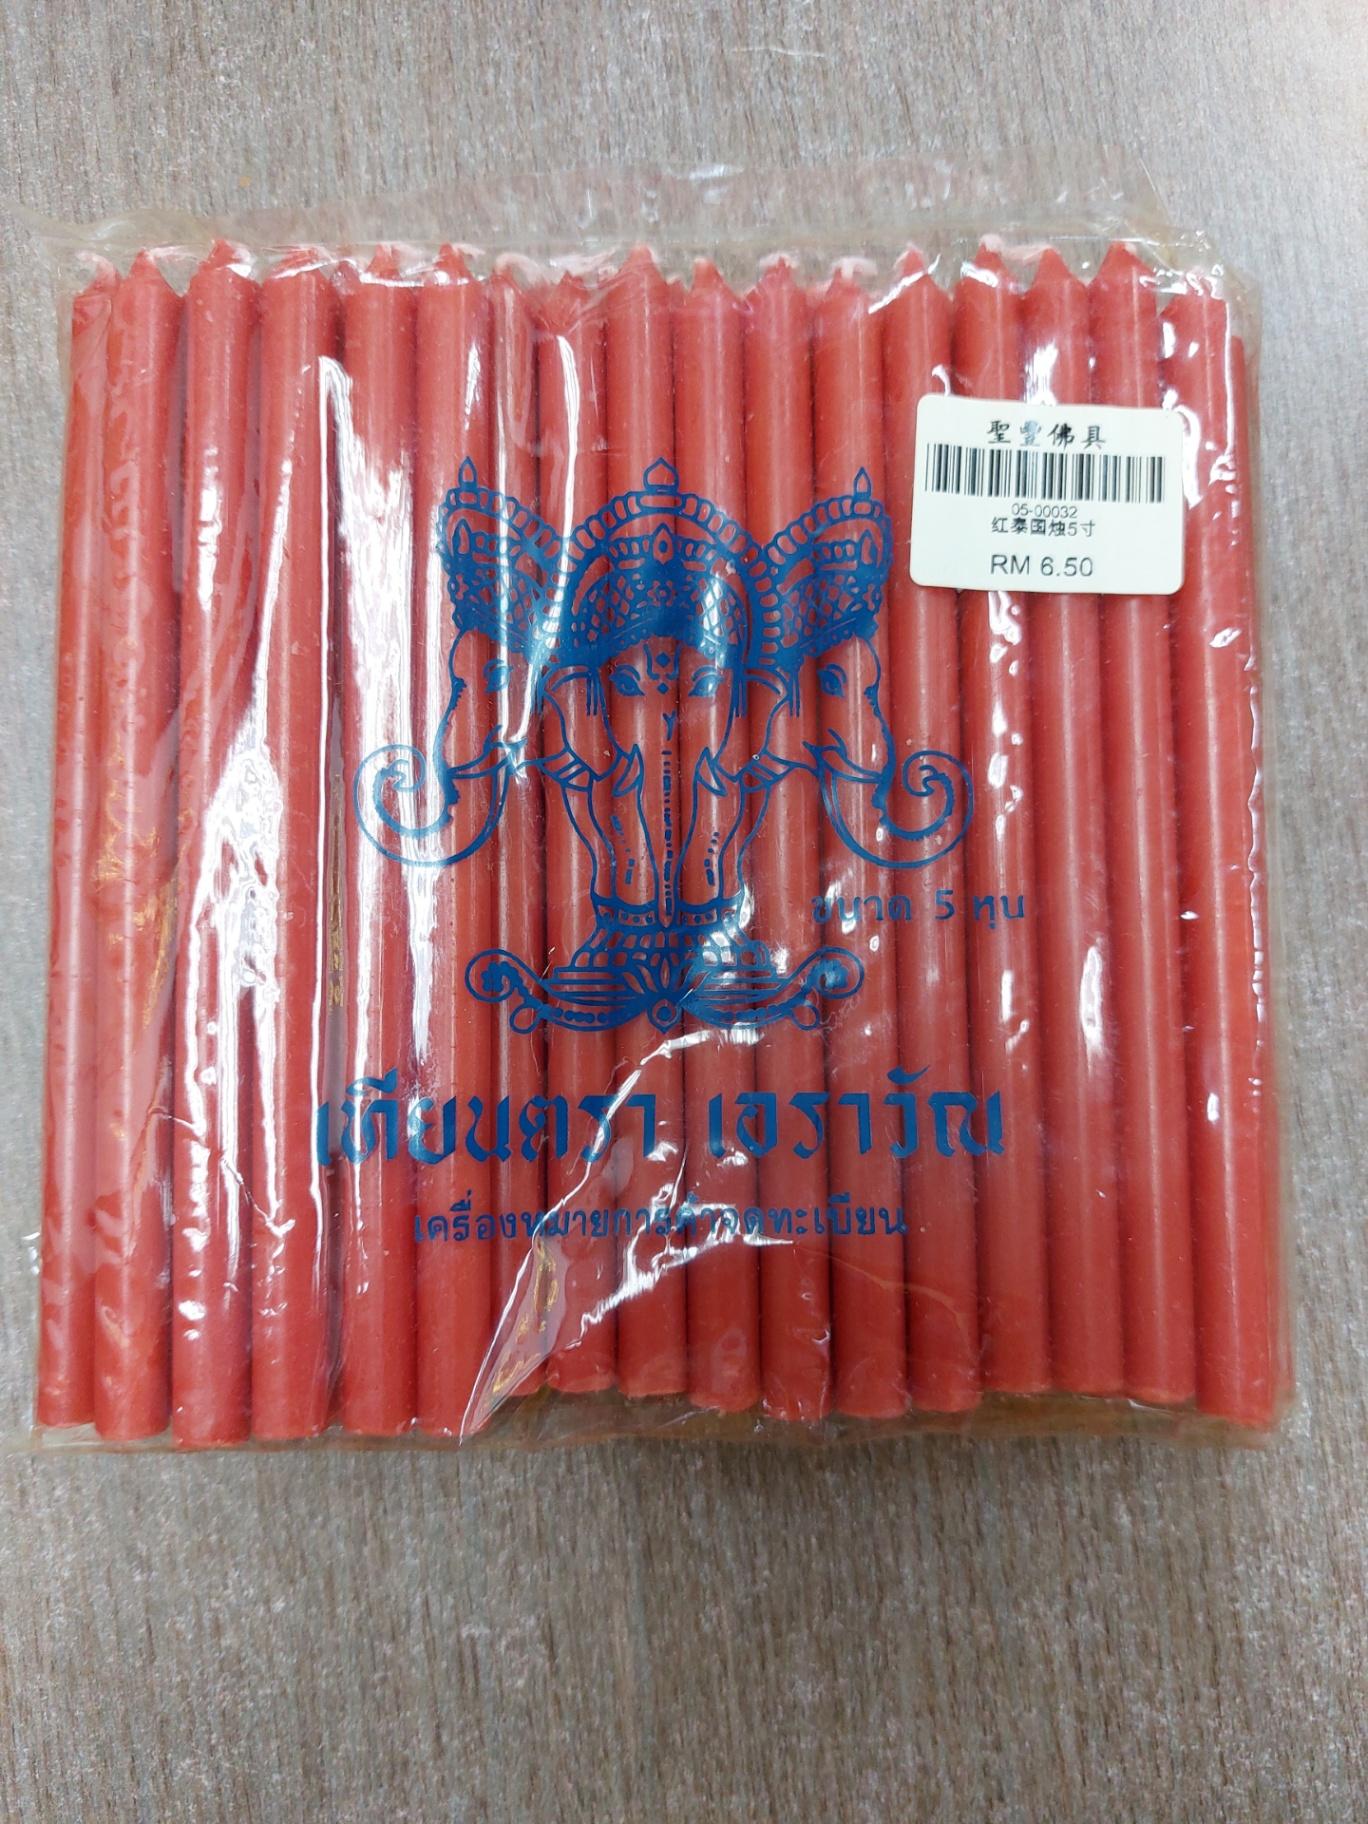 聖豐佛具
05-00032
红泰国烛5寸
RM 6.50
ขนาด 5 หุน
เทียนตรา เอราวัณ
เครื่องหมายการค้าจดทะเบียน